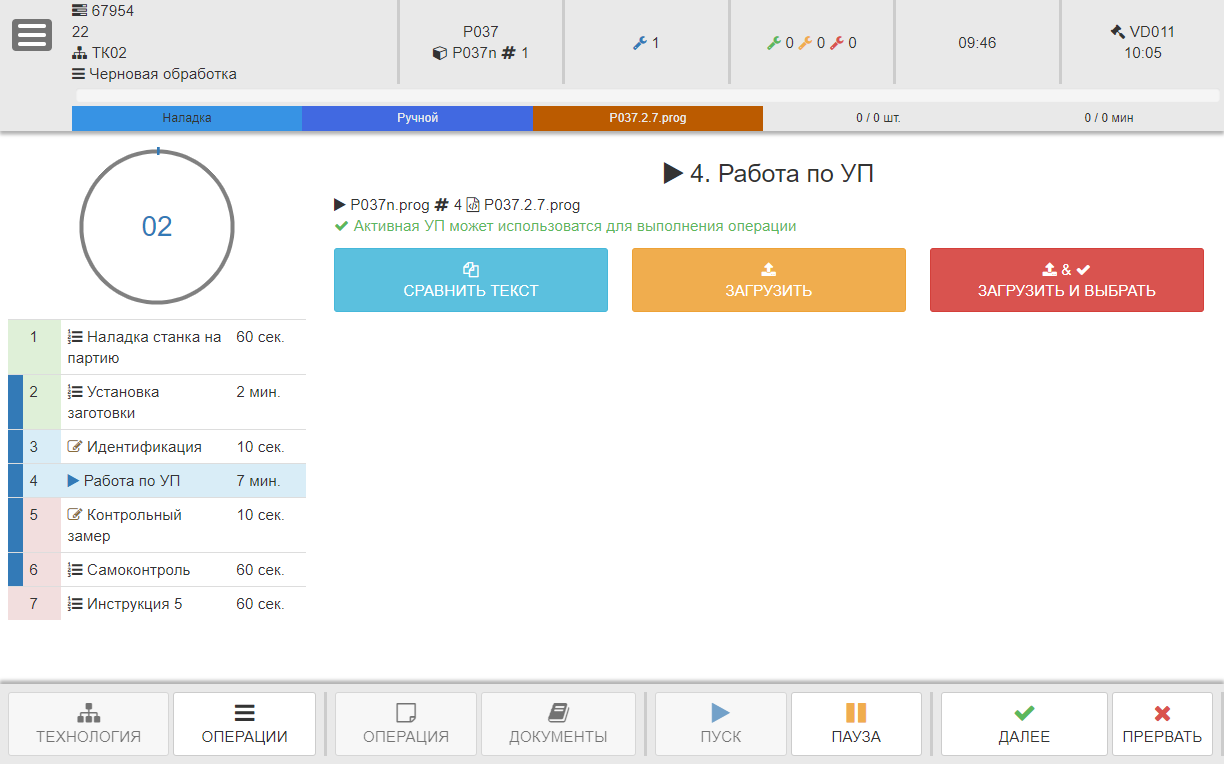 67954
22
ТК02
Черновая обработка
P037
P037n # 1
1
0 0 0
09:46
VD011
10:05
Наладка
Ручной
P037.2.7.prog
0 / 0 шт.
0 / 0 мин
02
4. Работа по УП
P037n.prog # 4 P037.2.7.prog
Активная УП может использоватся для выполнения операции
СРАВНИТЬ ТЕКСТ
ЗАГРУЗИТЬ
&
ЗАГРУЗИТЬ И ВЫБРАТЬ
1 Наладка станка на 60 сек.
партию
2 Установка 2 мин.
заготовки
3 Идентификация 10 сек.
4 Работа по УП 7 мин.
5 Контрольный 10 сек.
замер
6 Самоконтроль 60 сек.
7 Инструкция 5 60 сек.
ТЕХНОЛОГИЯ
ОПЕРАЦИИ
ОПЕРАЦИЯ
ДОКУМЕНТЫ
ПУСК
ПАУЗА
ДАЛЕЕ
ПРЕРВАТЬ